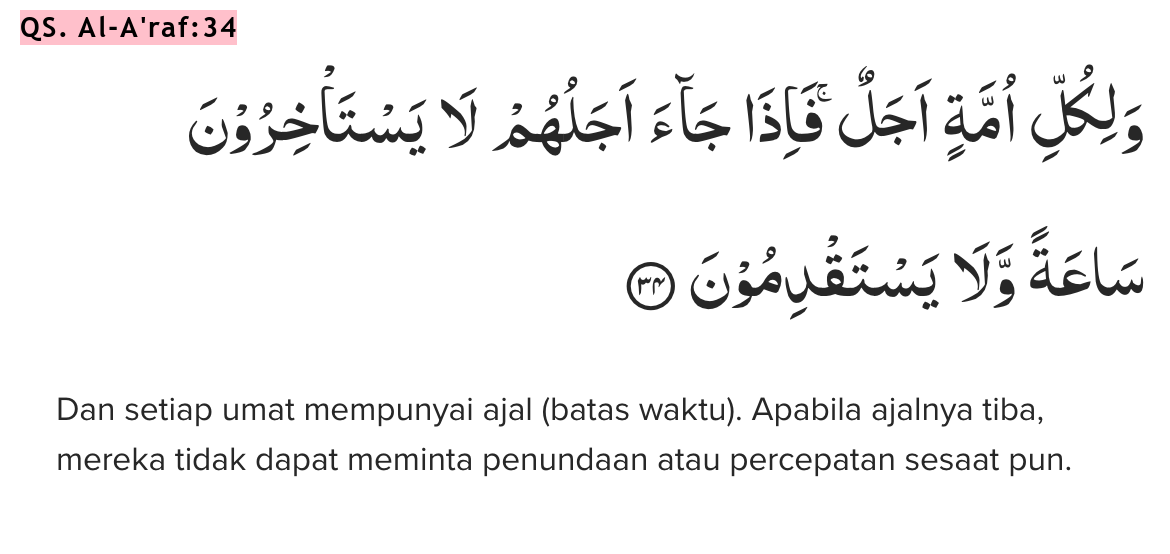 QS. Al-A'raf:34
وَلِكُلِّ اُمَّةٍ اَجَلٌ ۚفَاِذَا جَاۤءَ اَجَلُهُمْ لَا يَسْتَأْخِرُوْنَ
سَاعَةً وَّلَا يَسْتَقْدِمُوْنَ ۝٣٤
Dan setiap umat mempunyai ajal (batas waktu). Apabila ajalnya tiba,
mereka tidak dapat meminta penundaan atau percepatan sesaat pun.